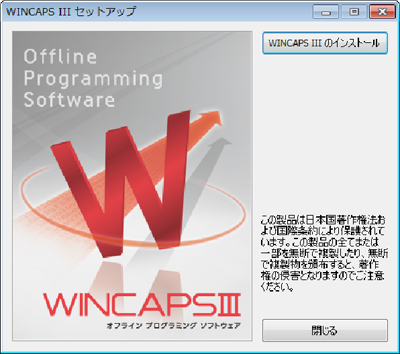 WINCAPS III セットアップ
Offline
Programming
Software
W
WINCAPSIII
オフライン プログラミング ソフトウェア
WINCAPS III のインストール
この製品は日本国著作権法お
よび国際条約により保護されて
います。この製品の全てまたは
一部を無断で複製したり、無断
で複製物を頒布すると、著作
権の侵害となりますのでご注意
ください。
閉じる